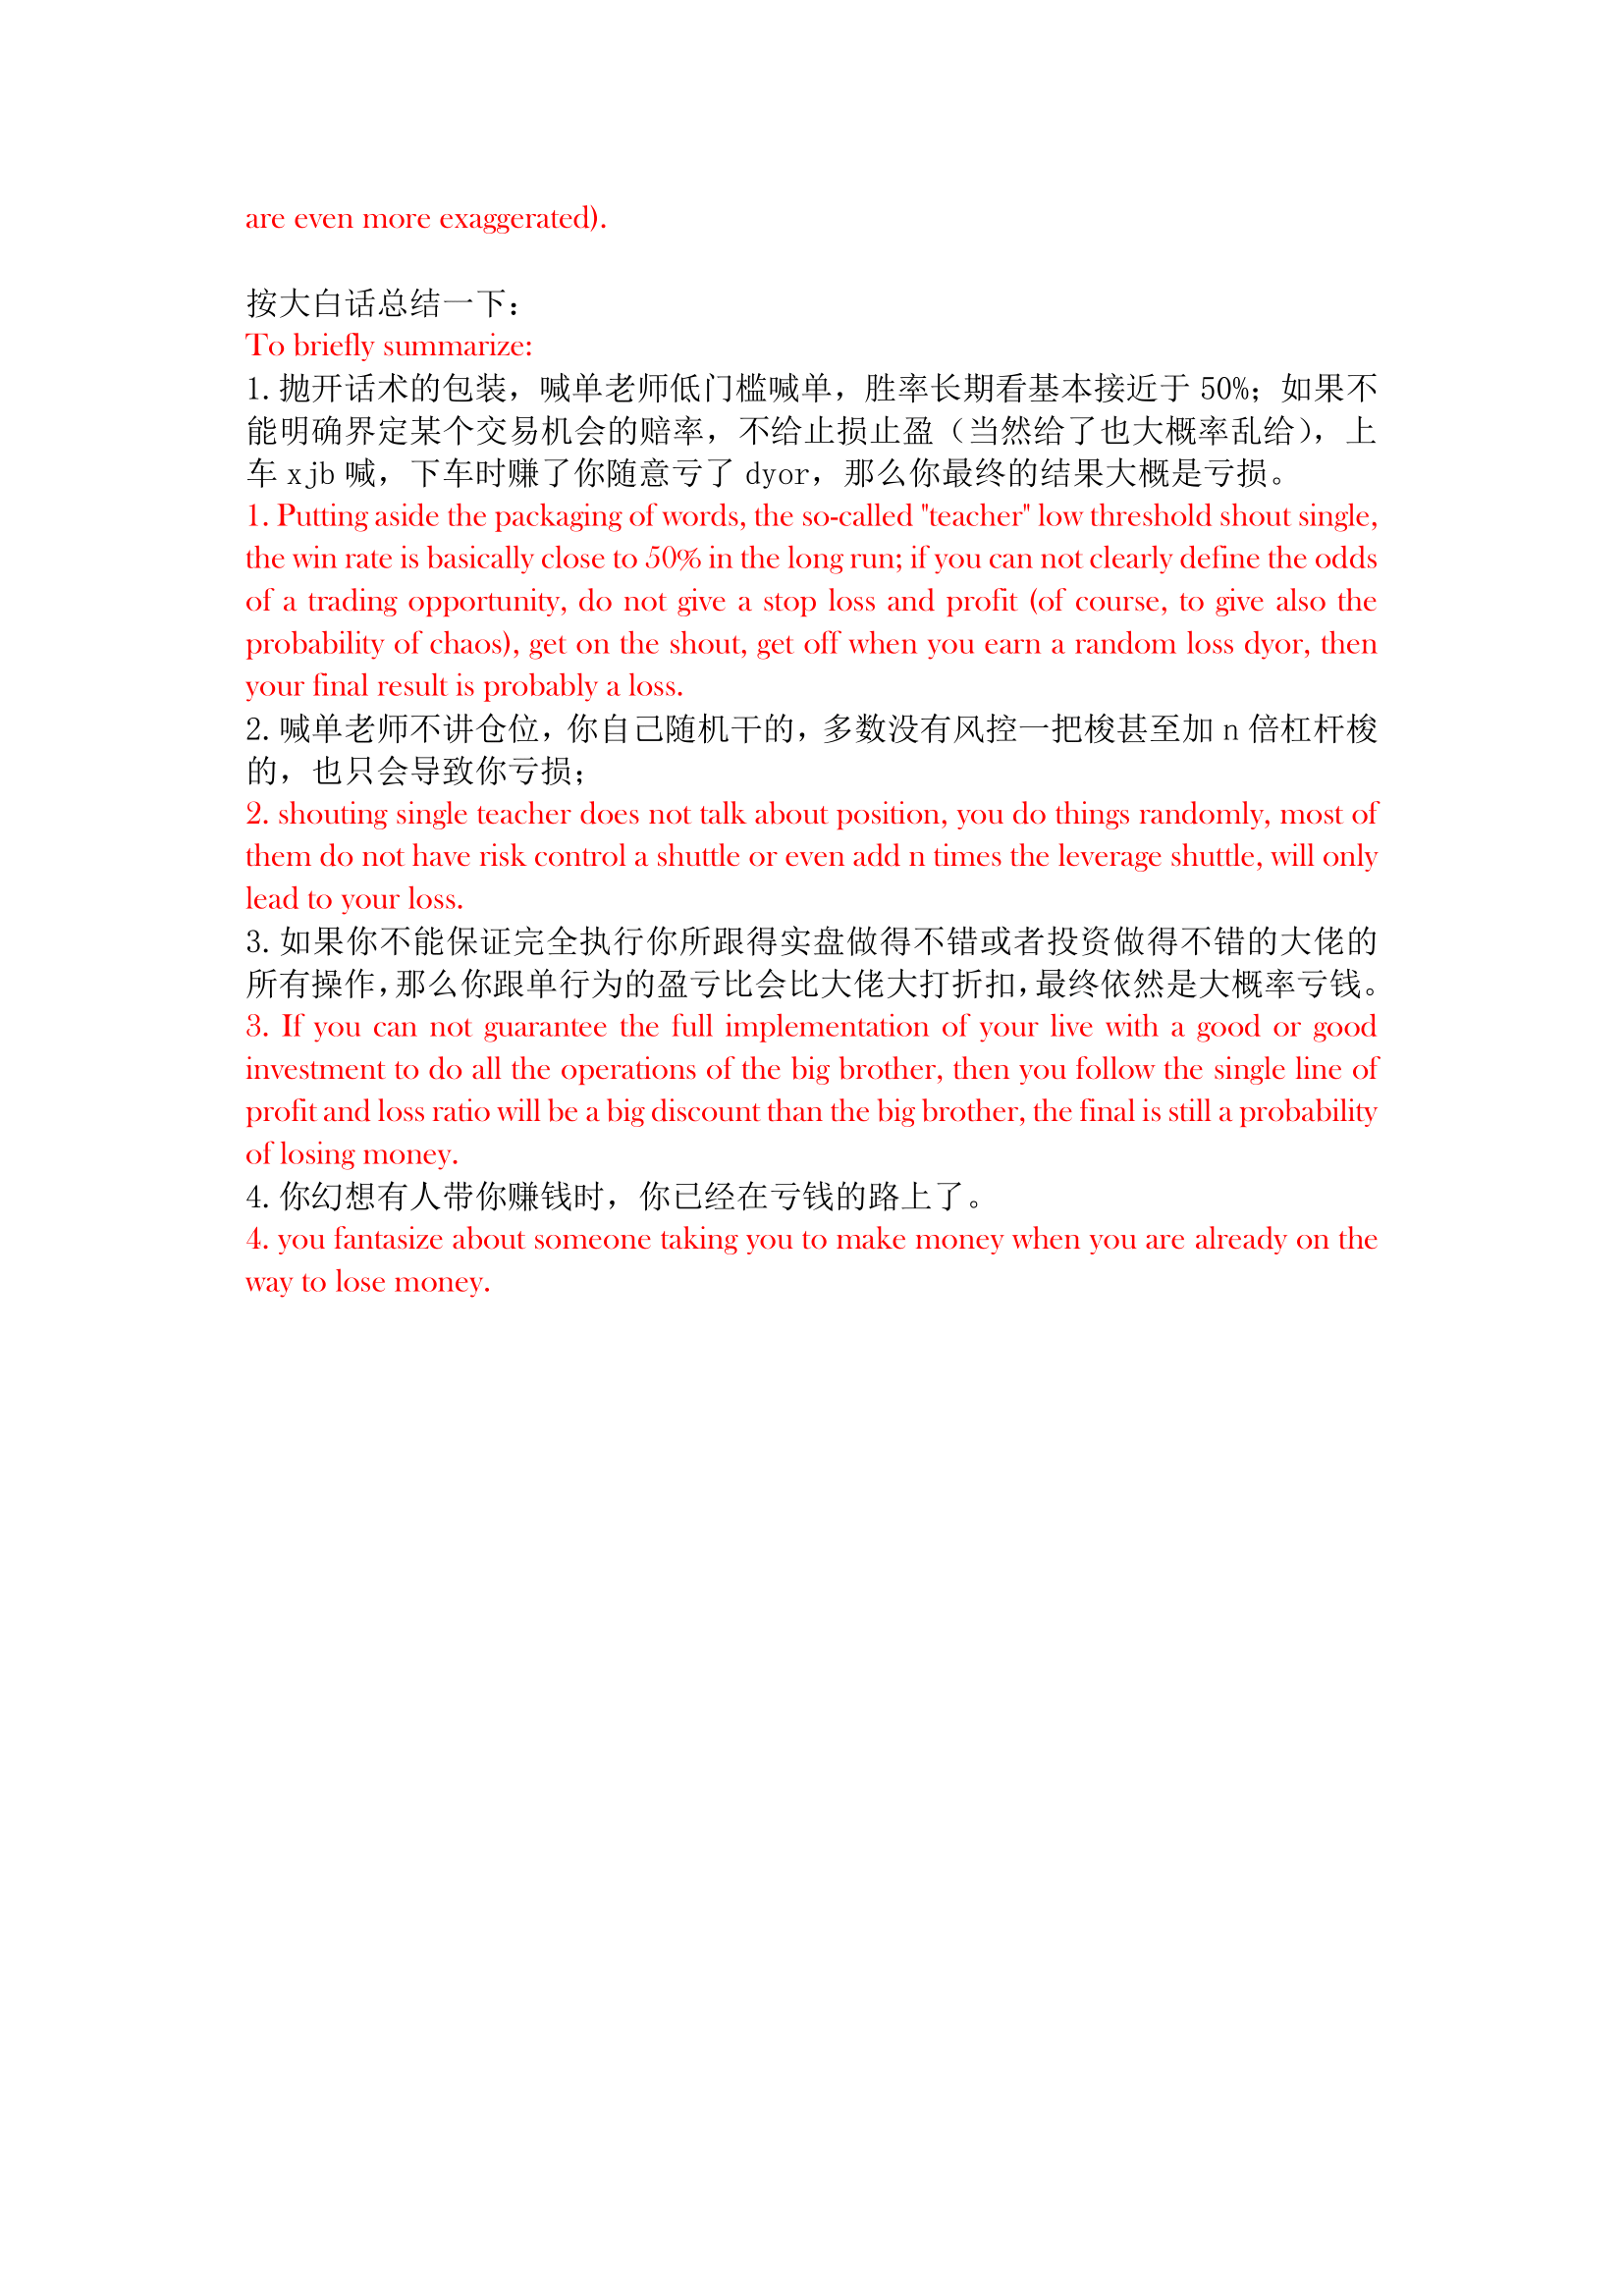 are even more exaggerated).
按大白话总结一下：
To briefly summarize:
1.抛开话术的包装，喊单老师低门槛喊单，胜率长期看基本接近于 50%；如果不
能明确界定某个交易机会的赔率，不给止损止盈（当然给了也大概率乱给），上
车 xjb 喊，下车时赚了你随意亏了 dyor，那么你最终的结果大概是亏损。
1. Putting aside the packaging of words, the so-called "teacher" low threshold shout single,
the win rate is basically close to 50% in the long run; if you can not clearly define the odds
of a trading opportunity, do not give a stop loss and profit (of course, to give also the
probability of chaos), get on the shout, get off when you earn a random loss dyor, then
your final result is probably a loss.
2.喊单老师不讲仓位，你自己随机干的，多数没有风控一把梭甚至加 n 倍杠杆梭
的，也只会导致你亏损；
2. shouting single teacher does not talk about position, you do things randomly, most of
them do not have risk control a shuttle or even add n times the leverage shuttle, will only
lead to your loss.
3.如果你不能保证完全执行你所跟得实盘做得不错或者投资做得不错的大佬的
所有操作，那么你跟单行为的盈亏比会比大佬大打折扣，最终依然是大概率亏钱。
3. If you can not guarantee the full implementation of your live with a good or good
investment to do all the operations of the big brother, then you follow the single line of
profit and loss ratio will be a big discount than the big brother, the final is still a probability
of losing money.
4.你幻想有人带你赚钱时，你已经在亏钱的路上了。
4. you fantasize about someone taking you to make money when you are already on the
way to lose money.